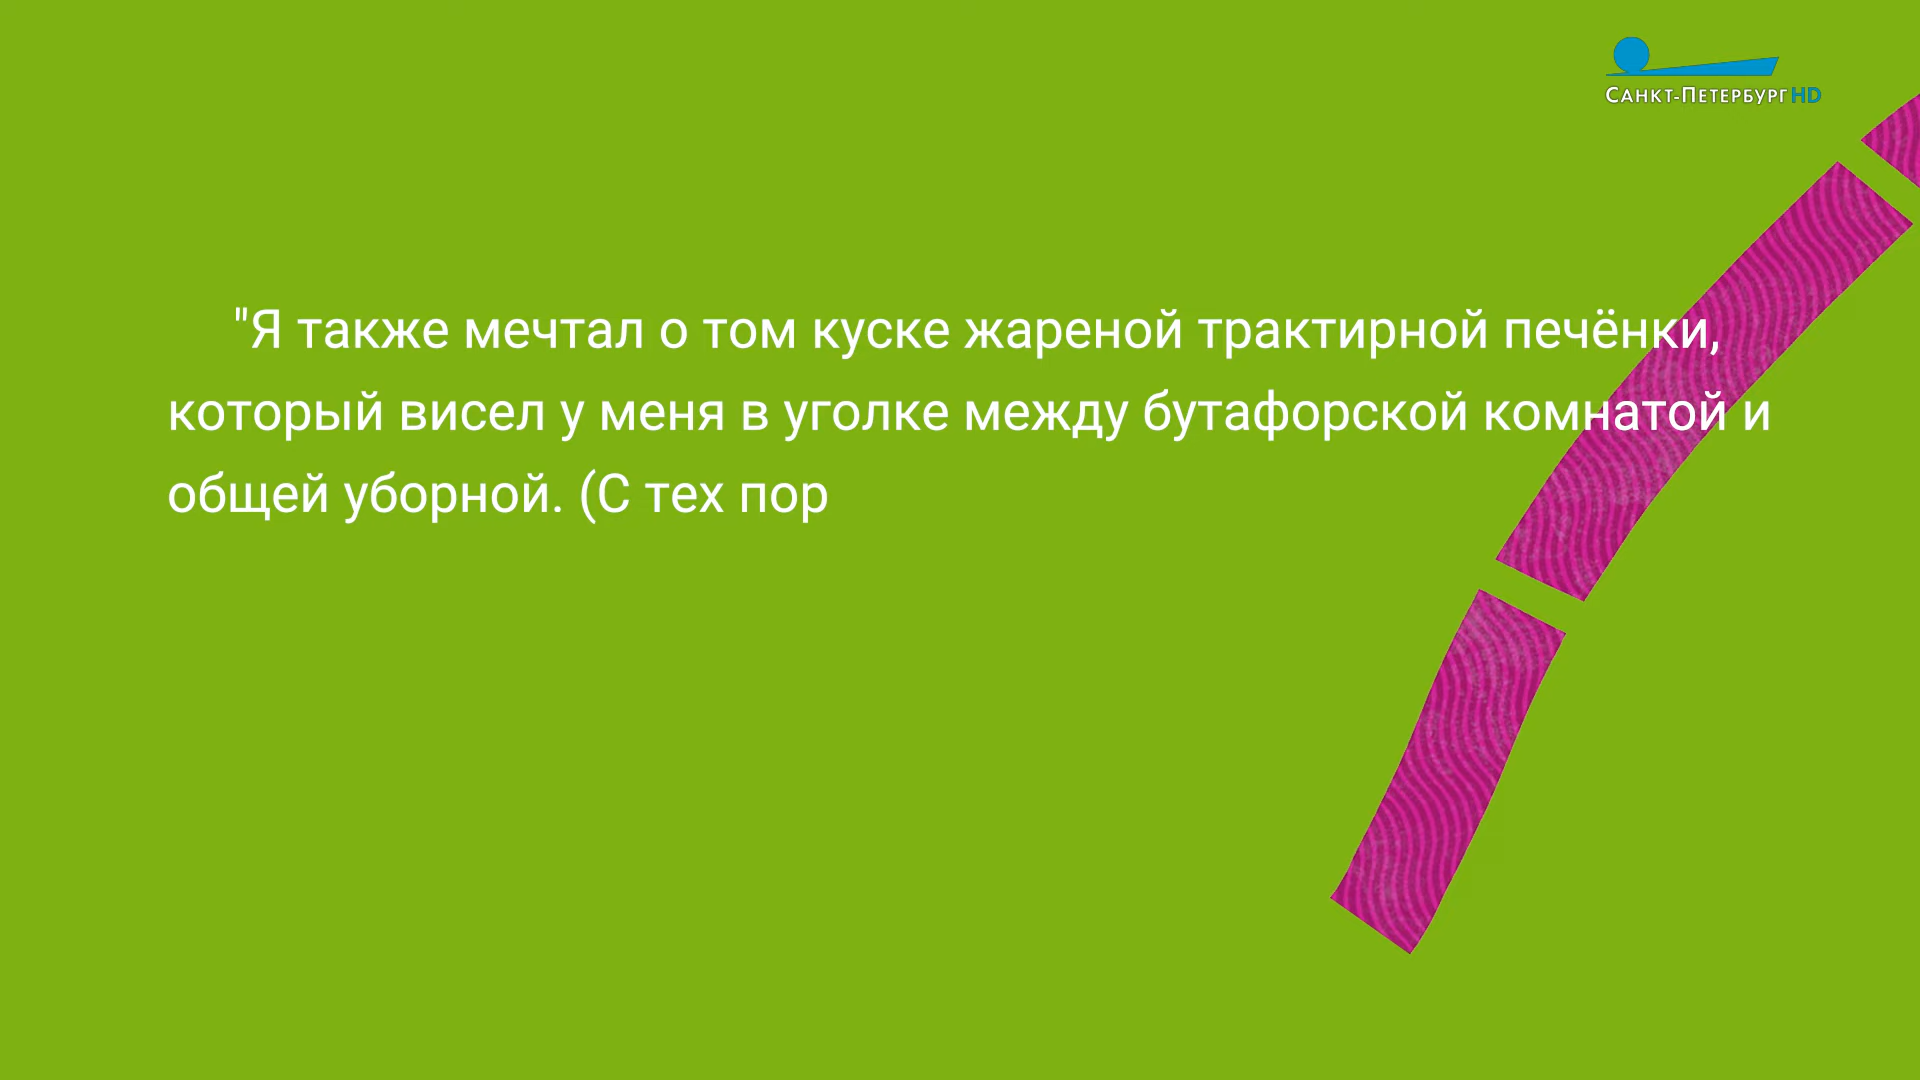 Санкт-Петербург HD
"Я также мечтал о том куске жареной трактирной печёнки,
который висел у меня в уголке между бутафорской комнатой и
общей уборной. (С тех пор